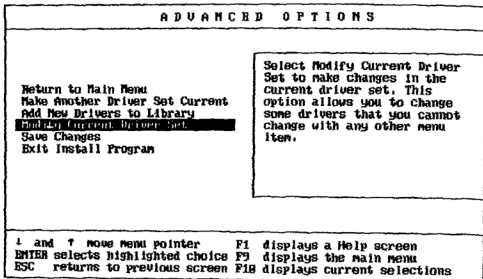 ADVANCED OPTIONS
Return to Main Menu
Make Another Driver Set Current
Add New Drivers to Library
Modify Current Driver Set
Save Changes
Exit Install Program
Select Modify Current Driver
Set to make changes in the
current driver set. This
option allows you to change
some drivers that you cannot
change with any other menu
item.
↓ and ↑ move menu pointer F1 displays a Help screen
ENTER selects highlighted choice F9 displays the main menu
ESC returns to previous screen F10 displays current selections